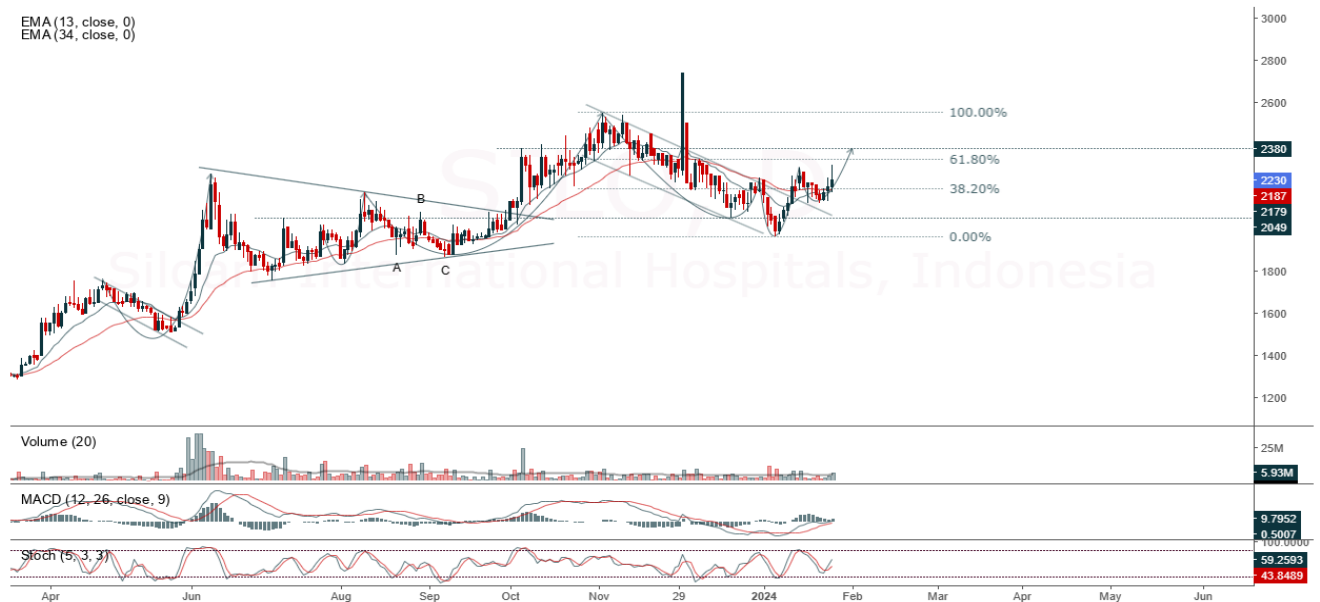 EMA (13, close, 0)
EMA (34, close, 0)
3000
2800
2600
100.00%
2380
61.80%
2230
38.20%
2187
2179
B
2049
0.00%
Siloam International Hospitals, Indonesia
A
C
1800
1600
1400
1200
Volume (20)
25M
5.93M
MACD (12, 26, close, 9)
9.7952
0.5007
100.0000
Stoch (5, 3, 3)
59.2593
43.8489
Apr
Jun
Aug
Sep
Oct
Nov
29
2024
Feb
Mar
Apr
May
Jun